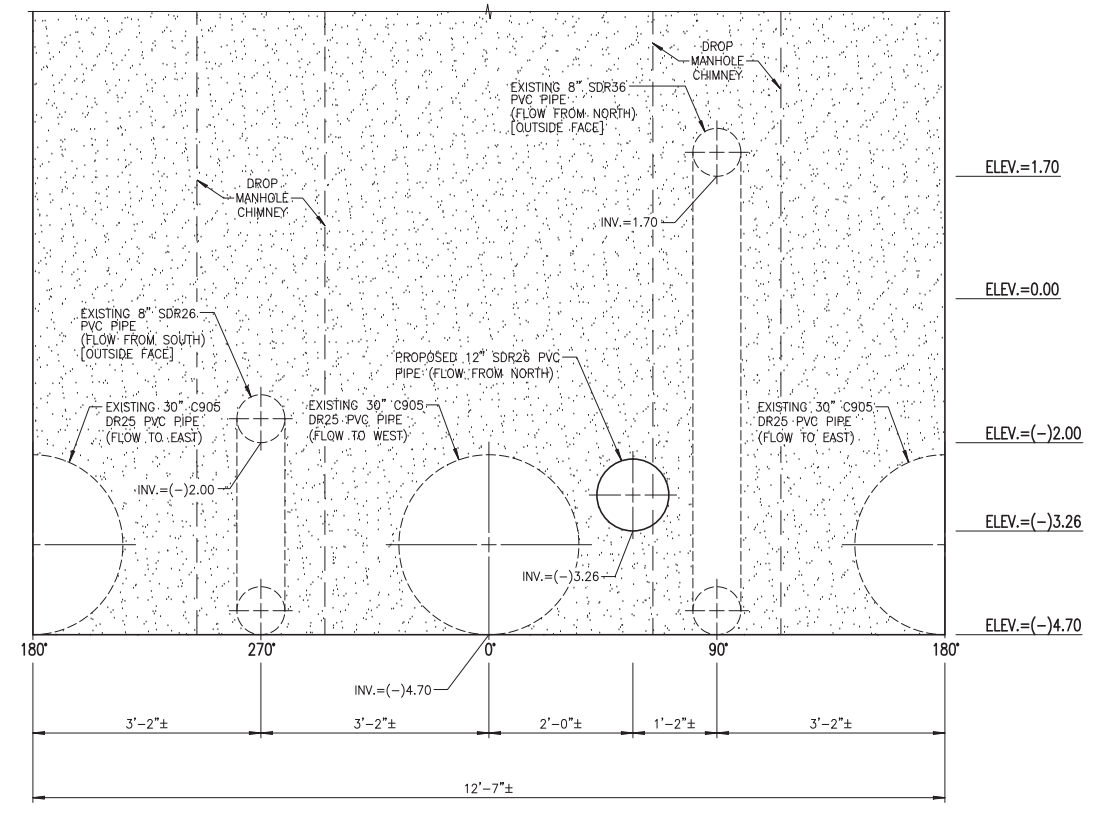 DROP
MANHOLE
CHIMNEY
EXISTING 8" SDR36
PVC PIPE
(FLOW FROM NORTH)
[OUTSIDE FACE]
ELEV.=1.70
DROP
MANHOLE
CHIMNEY
INV.=1.70
ELEV.=0.00
EXISTING 8" SDR26
PVC PIPE
(FLOW FROM SOUTH)
[OUTSIDE FACE]
PROPOSED 12" SDR26 PVC
PIPE (FLOW FROM NORTH)
EXISTING 30" C905
DR25 PVC PIPE
(FLOW TO EAST)
EXISTING 30" C905
DR25 PVC PIPE
(FLOW TO WEST)
EXISTING 30" C905
DR25 PVC PIPE
(FLOW TO EAST)
ELEV.=(-)2.00
INV.=(-)2.00
ELEV.=(-)3.26
INV.=(-)3.26
ELEV.=(-)4.70
180° 270° 0° 90° 180°
INV.=(-)4.70
3'-2"± 3'-2"± 2'-0"± 1'-2"± 3'-2"±
12'-7"±